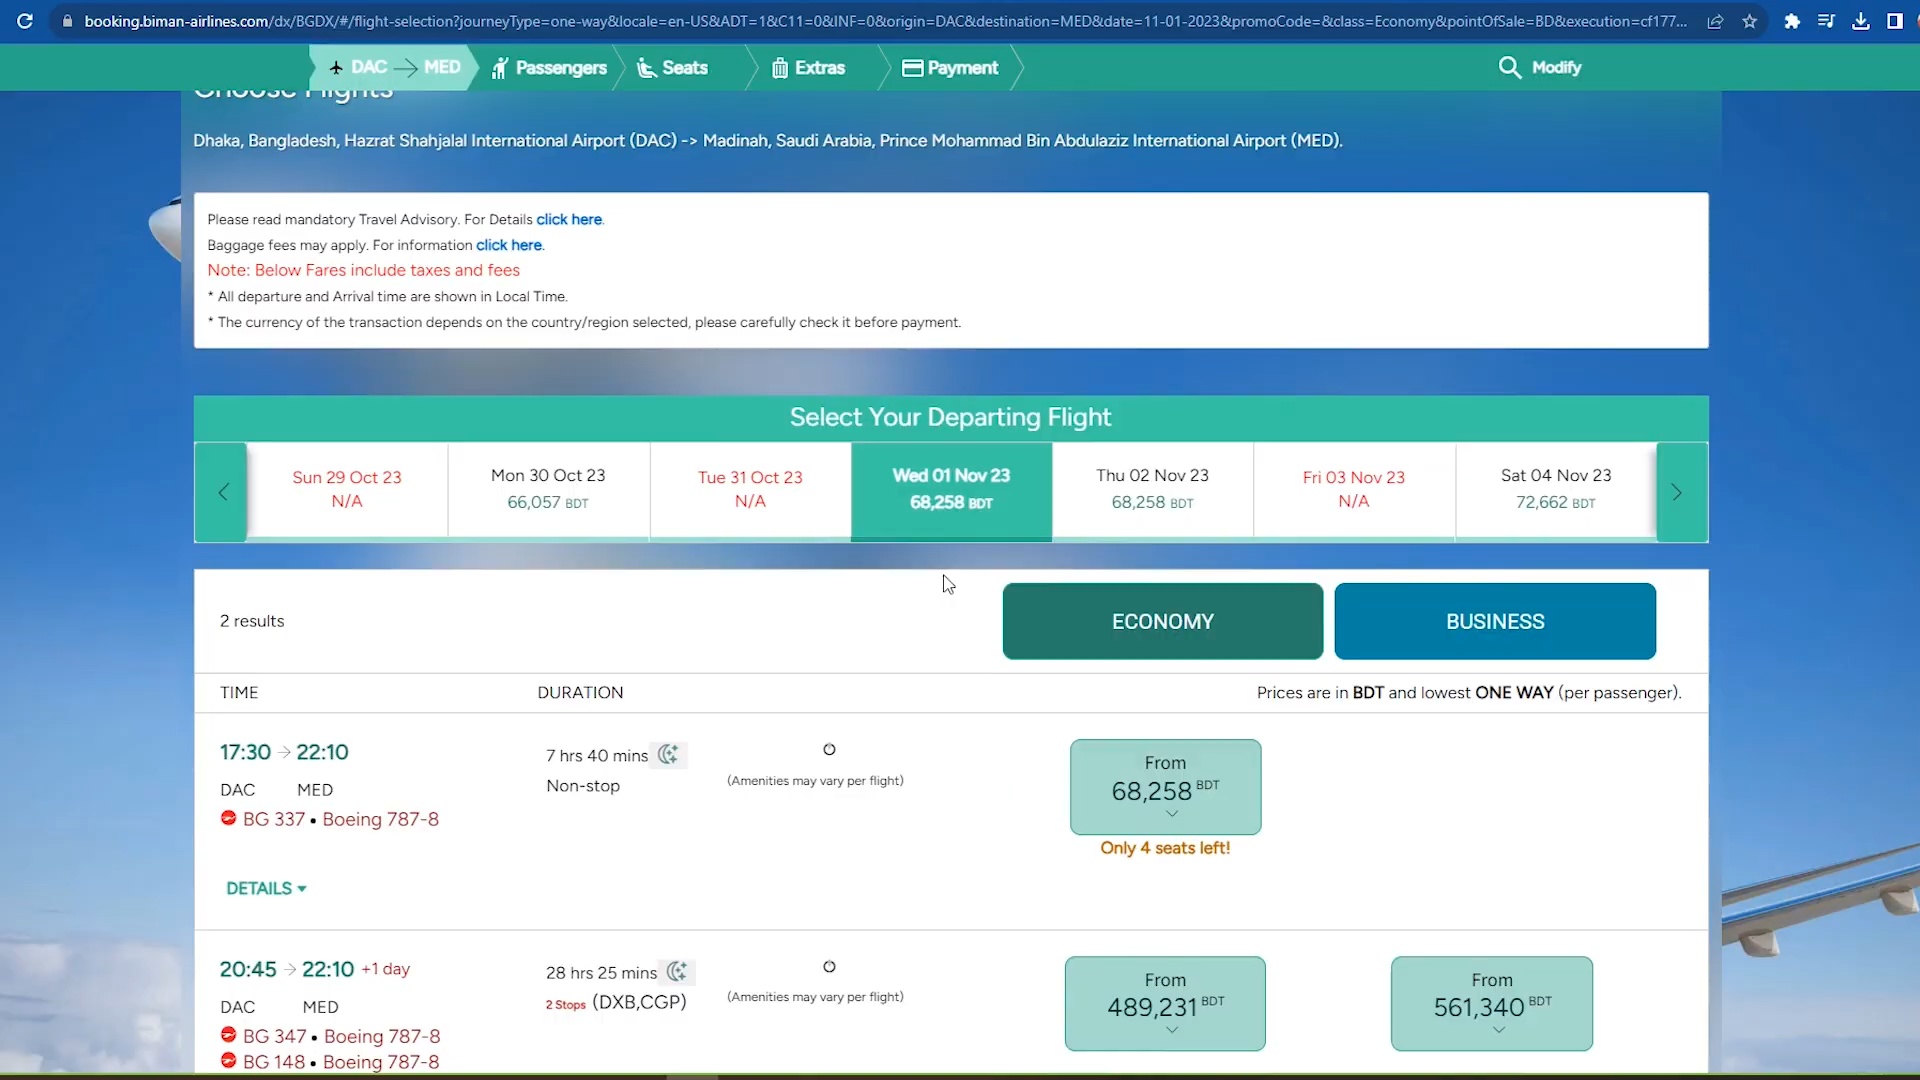 booking.biman-airlines.com/dx/BGDX/#/flight-selection?journeyType=one-way&locale=en-US&ADT=1&C11=0&INF=0&origin=DAC&destination=MED&date=11-01-2023&promoCode=&class=Economy&pointOfSale=BD&execution=cf177...
DAC MED Passengers Seats Extras Payment Modify
Choose Flights
Dhaka, Bangladesh, Hazrat Shahjalal International Airport (DAC) -> Madinah, Saudi Arabia, Prince Mohammad Bin Abdulaziz International Airport (MED).
Please read mandatory Travel Advisory. For Details click here.
Baggage fees may apply. For information click here.
Note: Below Fares include taxes and fees
* All departure and Arrival time are shown in Local Time.
* The currency of the transaction depends on the country/region selected, please carefully check it before payment.
Select Your Departing Flight
Sun 29 Oct 23 Mon 30 Oct 23 Tue 31 Oct 23 Wed 01 Nov 23 Thu 02 Nov 23 Fri 03 Nov 23 Sat 04 Nov 23
N/A 66,057 BDT N/A 68,258 BDT 68,258 BDT N/A 72,662 BDT
2 results ECONOMY BUSINESS
TIME DURATION Prices are in BDT and lowest ONE WAY (per passenger).
17:30 → 22:10 7 hrs 40 mins From
DAC MED Non-stop (Amenities may vary per flight) 68,258 BDT
BG 337 • Boeing 787-8
Only 4 seats left!
DETAILS
20:45 → 22:10 +1 day 28 hrs 25 mins From From
DAC MED 2 Stops (DXB,CGP) (Amenities may vary per flight) 489,231 BDT 561,340 BDT
BG 347 • Boeing 787-8
BG 148 • Boeing 787-8